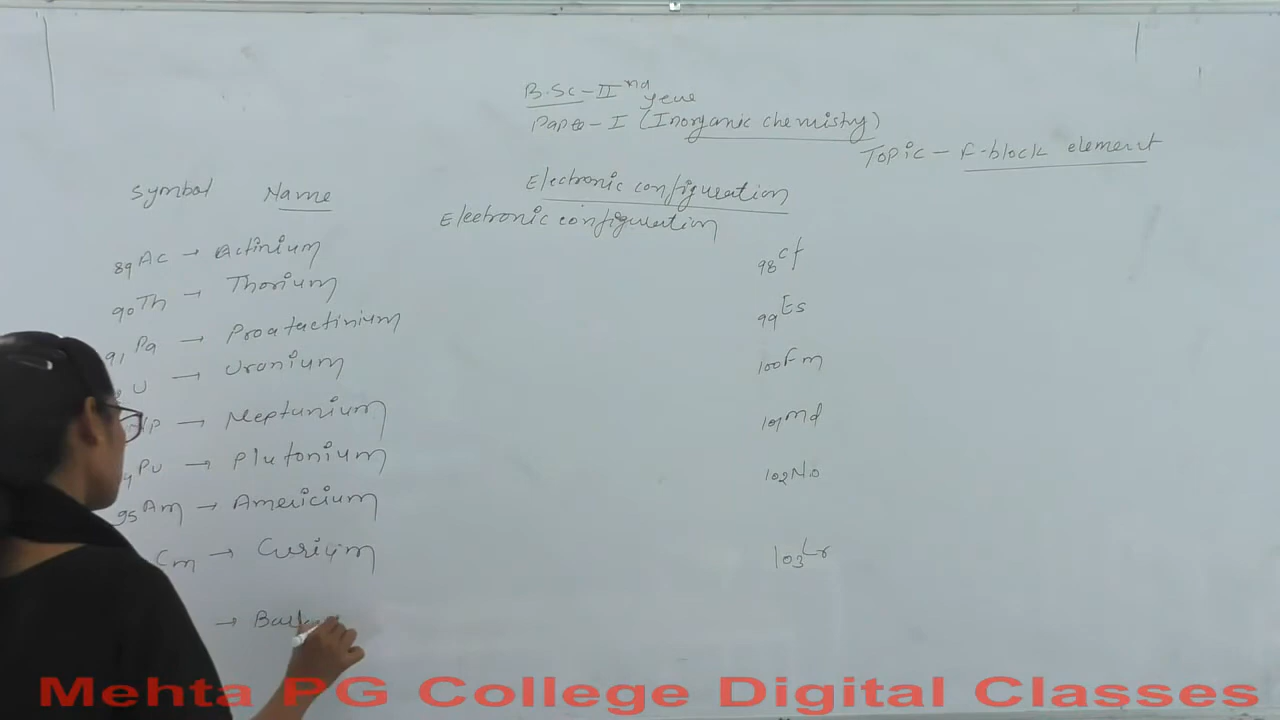 B.Sc - IInd year
Paper - I (Inorganic chemistry)
Topic - F-block element
Electronic configuration
Symbol Name Electronic configuration
89Ac → Actinium
90Th → Thorium
91Pa → Proatactinium
U → Uranium
Np → Neptunium
Pu → Plutonium
95Am → Americium
Cm → Curium
→
98Cf
99Es
100Fm
101Md
102No
103Lr
Mehta PG College Digital Classes